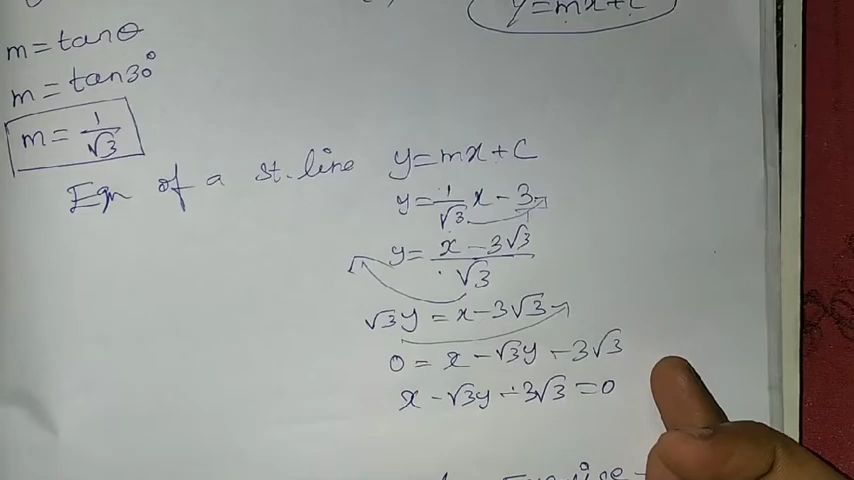 y=mx+c
m=tanθ
m=tan30°
m=1/√3
Eqn of a st.line y=mx+C
y=1/√3 x-3
y=x-3√3/√3
√3y=x-3√3
0=x-√3y-3√3
x-√3y-3√3=0